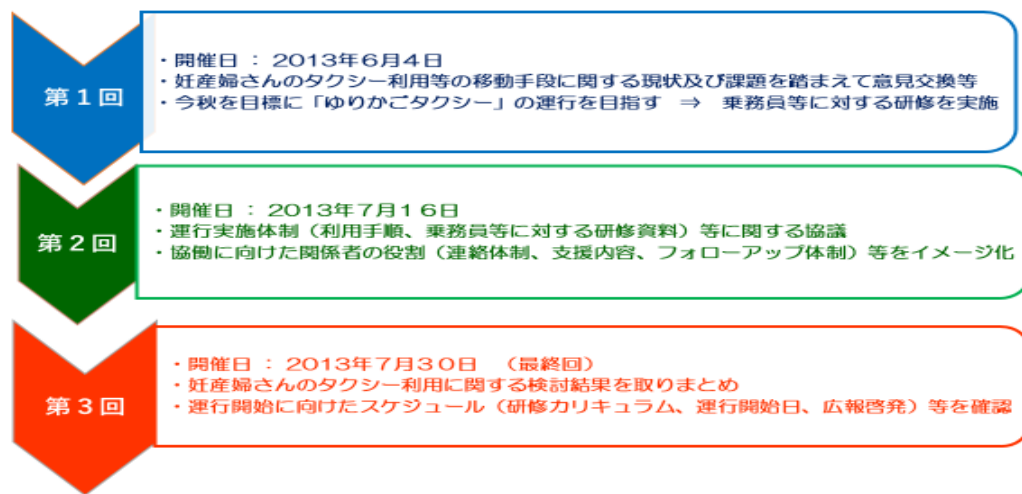 第１回
・開催日 ： 2013年6月4日
・妊産婦さんのタクシー利用等の移動手段に関する現状及び課題を踏まえて意見交換等
・今秋を目標に「ゆりかごタクシー」の運行を目指す　⇒　乗務員等に対する研修を実施
第２回
・開催日 ： 2013年7月16日
・運行実施体制（利用手順、乗務員等に対する研修資料）等に関する協議
・協働に向けた関係者の役割（連絡体制、支援内容、フォローアップ体制）等をイメージ化
第３回
・開催日 ： 2013年7月30日　（最終回）
・妊産婦さんのタクシー利用に関する検討結果を取りまとめ
・運行開始に向けたスケジュール（研修カリキュラム、運行開始日、広報啓発）等を確認